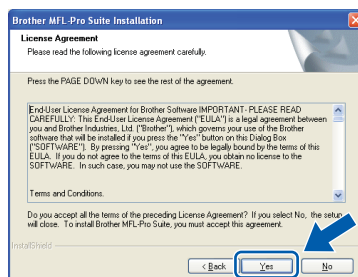 Brother MFL-Pro Suite Installation
License Agreement
Please read the following license agreement carefully.
Press the PAGE DOWN key to see the rest of the agreement.
End-User License Agreement for Brother Software IMPORTANT - PLEASE READ
CAREFULLY: This End-User License Agreement ("EULA") is a legal agreement between
you and Brother Industries, Ltd. ("Brother"), which governs your use of the Brother
software that will be installed if you press the "Yes" button on this Dialog Box
("SOFTWARE"). By pressing "Yes", you agree to be legally bound by the terms of this
EULA. If you do not agree to the terms of this EULA, you obtain no license to the
SOFTWARE. In such case, you may not use the SOFTWARE.
Terms and Conditions.
Do you accept all the terms of the preceding License Agreement? If you select No, the setup
will close. To install Brother MFL-Pro Suite, you must accept this agreement.
InstallShield
< Back
Yes
No